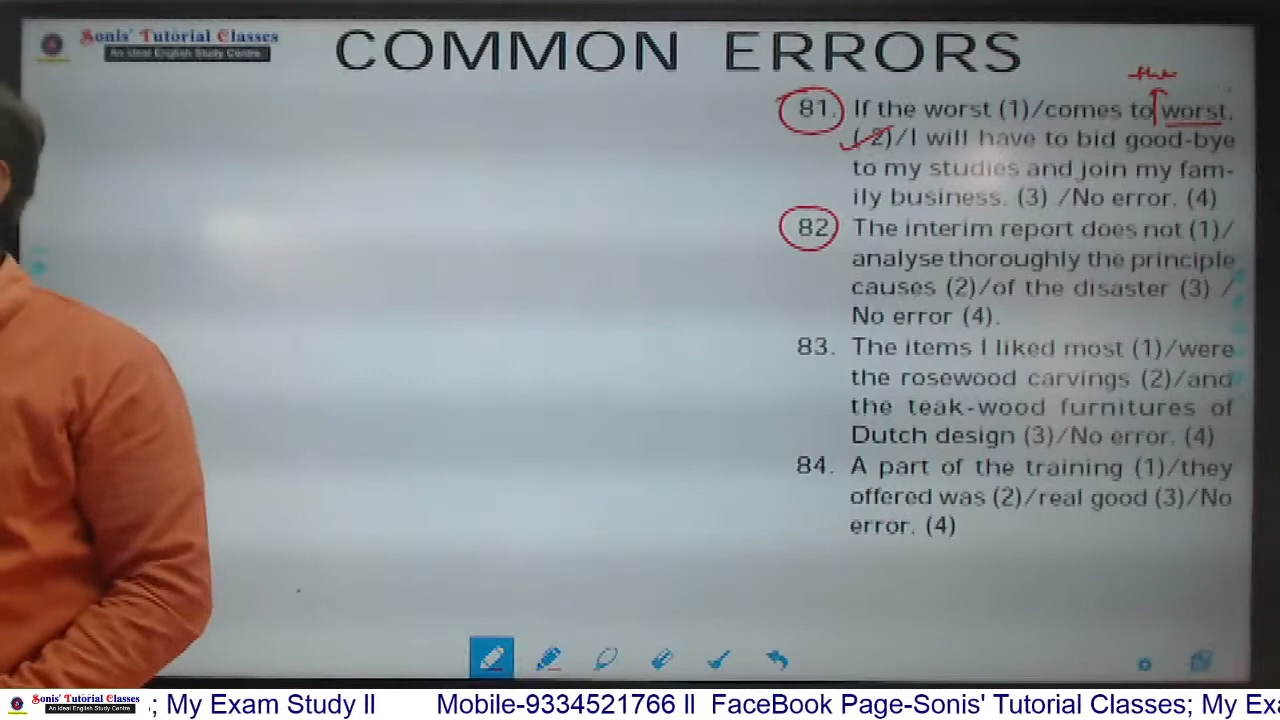 Sonis' Tutorial Classes
An Ideal English Study Centre
COMMON ERRORS
the
81. If the worst (1)/comes to worst.
(2)/I will have to bid good-bye
to my studies and join my fam-
ily business. (3) /No error. (4)
82 The interim report does not (1)/
analyse thoroughly the principle
causes (2)/of the disaster (3) /
No error (4).
83. The items I liked most (1)/were
the rosewood carvings (2)/and
the teak-wood furnitures of
Dutch design (3)/No error. (4)
84. A part of the training (1)/they
offered was (2)/real good (3)/No
error. (4)
Sonis' Tutorial Classes
An Ideal English Study Centre
s; My Exam Study ll Mobile-9334521766 ll FaceBook Page-Sonis' Tutorial Classes; My Exa